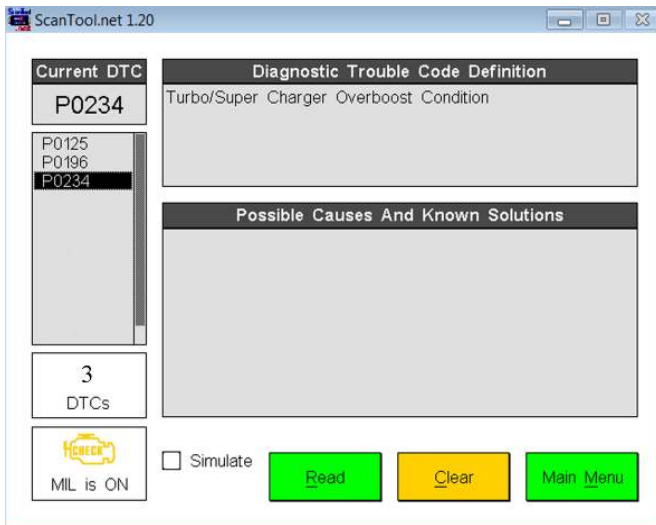 ScanTool.net 1.20
Current DTC
P0234
P0125
P0196
P0234
3
DTCs
CHECK
MIL is ON
Diagnostic Trouble Code Definition
Turbo/Super Charger Overboost Condition
Possible Causes And Known Solutions
Simulate
Read
Clear
Main Menu